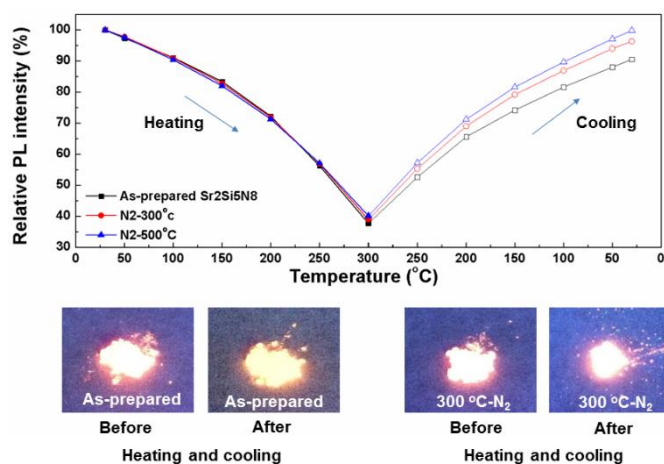 Relative PL intensity (%)
100
90
80
70
60
50
40
30
Heating
Cooling
As-prepared Sr2Si5N8
N2-300°c
N2-500°C
50 100 150 200 250 300 250 200 150 100 50 0
Temperature (°C)
As-prepared As-prepared 300 °C-N₂ 300 °C-N₂
Before After Before After
Heating and cooling Heating and cooling